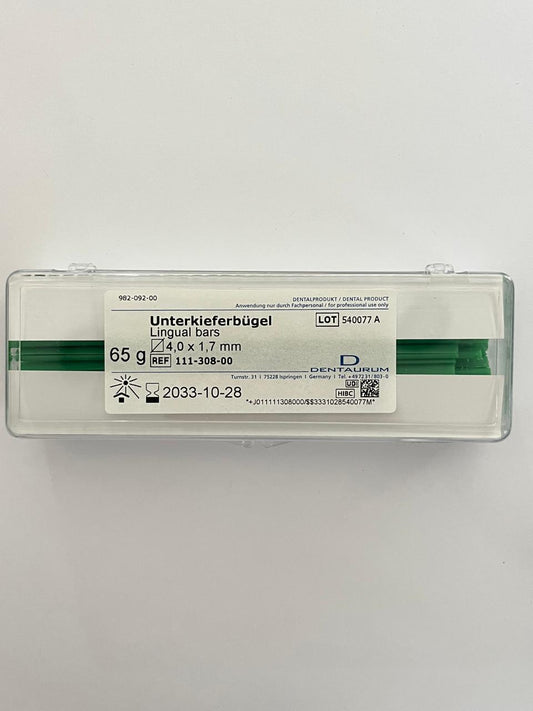 982-092-00
DENTALPRODUKT / DENTAL PRODUCT
Anwendung nur durch Fachpersonal / for professional use only
Unterkieferbügel
LOT 540077 A
Lingual bars
65 g 4,0 x 1,7 mm
REF 111-308-00
D
DENTAURUM
Turnstr. 31 | 75228 Ispringen | Germany | Tel. +49 72 31/803-0
2033-10-28
UDI
HIBC
*+J011111308000/$$3331028540077M*